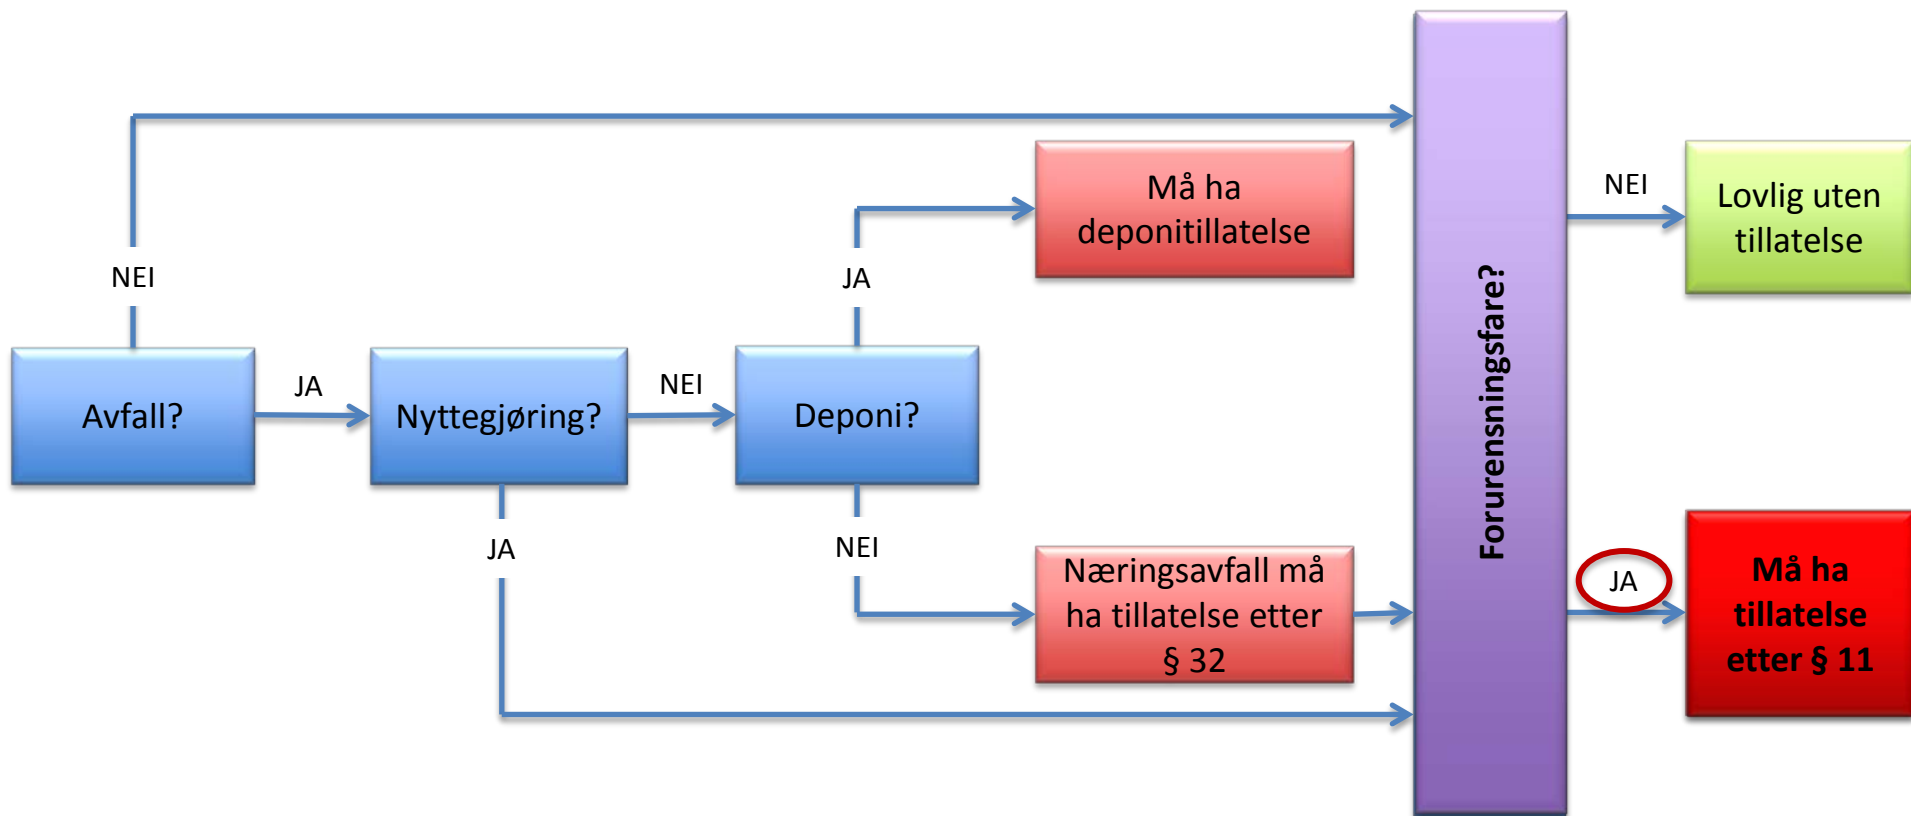 NEI
Avfall?
JA
Nyttegjøring?
JA
NEI
Deponi?
JA
Må ha
deponitillatelse
NEI
Næringsavfall må
ha tillatelse etter
§ 32
Forurensningsfare?
NEI
Lovlig uten
tillatelse
JA
Må ha
tillatelse
etter § 11